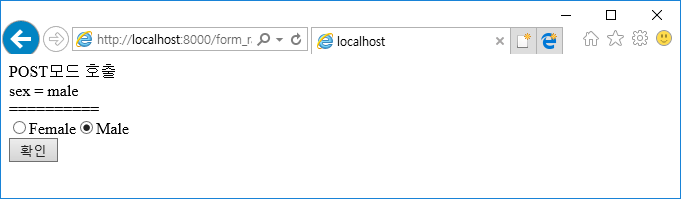 http://localhost:8000/form_r
localhost
POST모드 호출
sex = male
==========
Female Male
확인